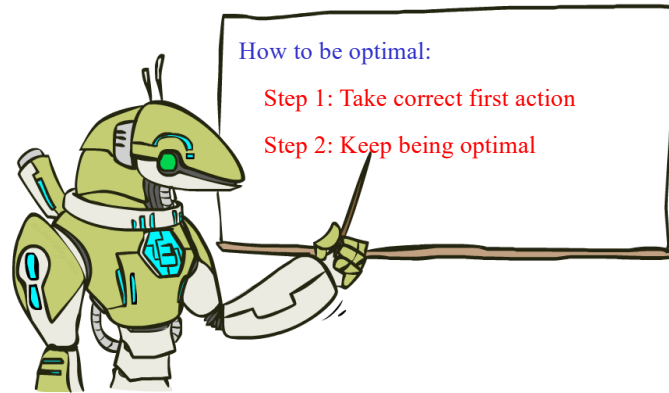 How to be optimal:
Step 1: Take correct first action
Step 2: Keep being optimal